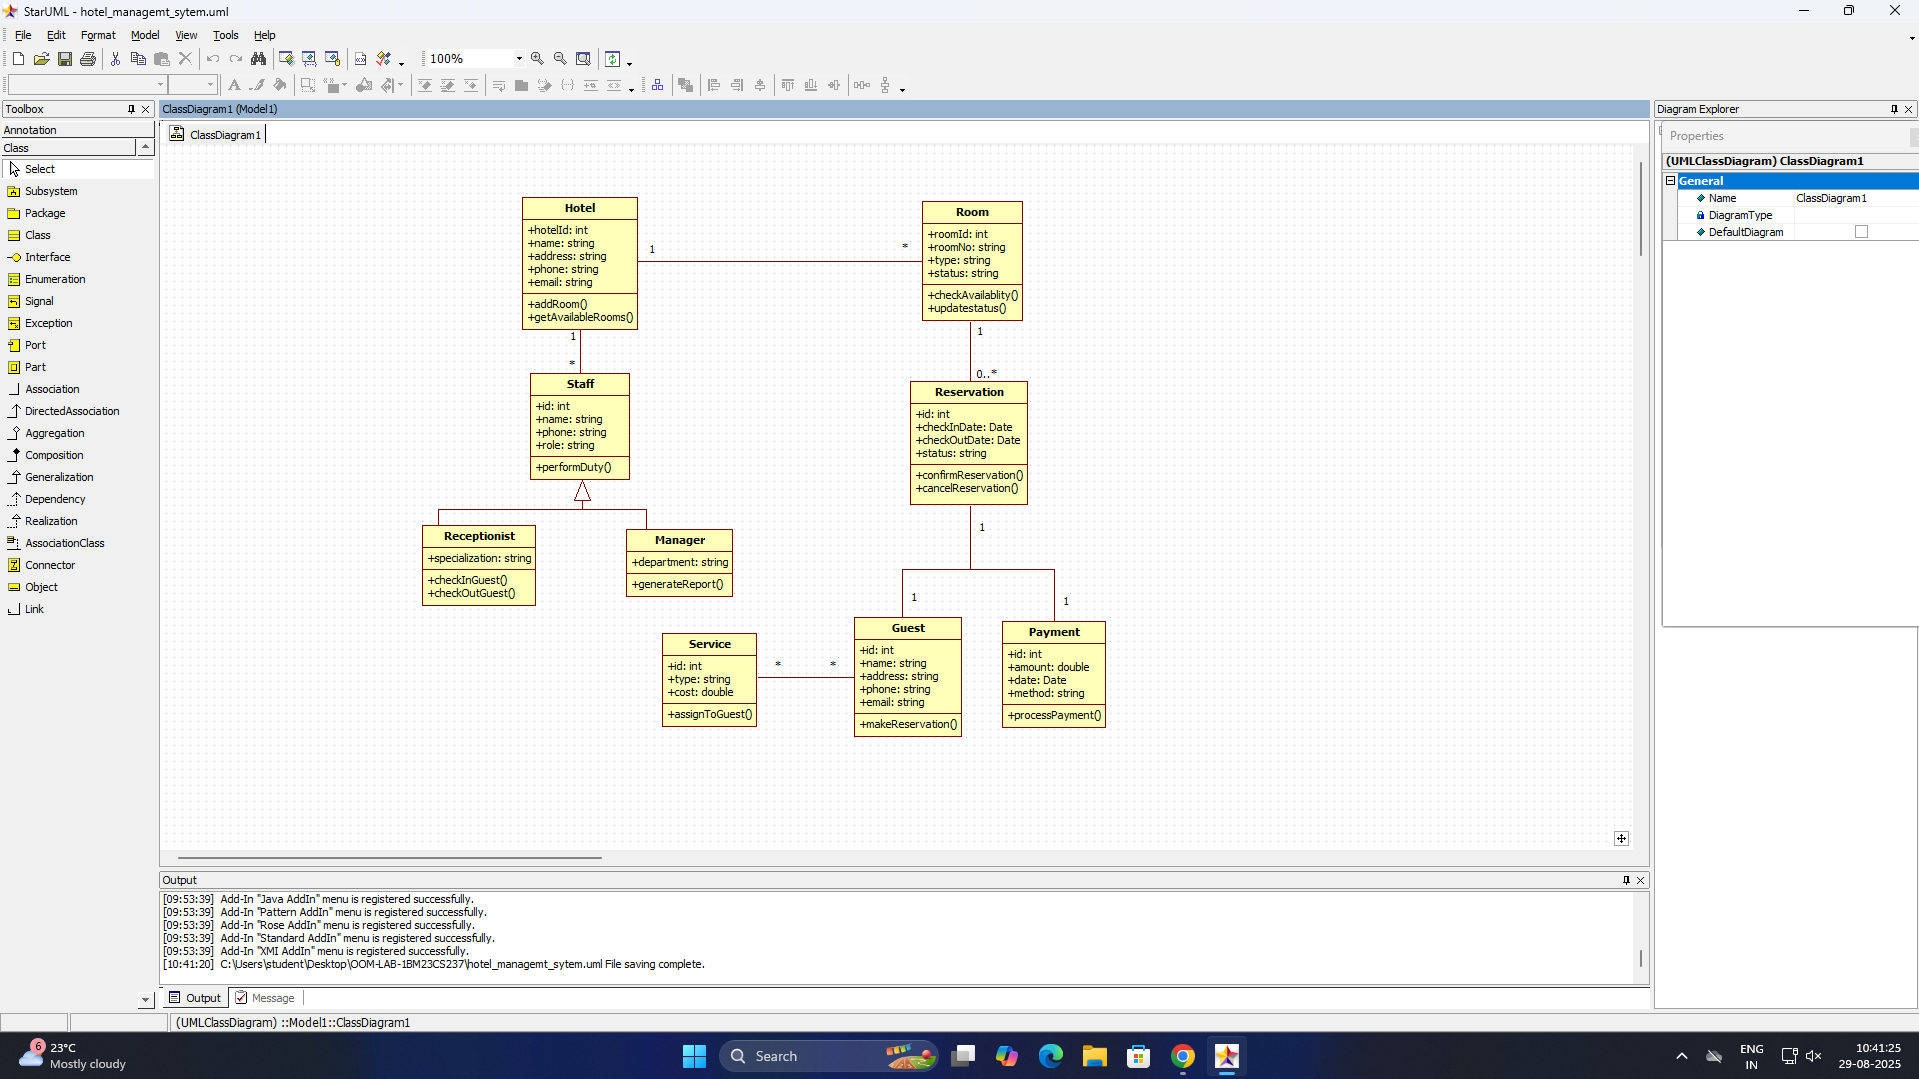 StarUML - hotel_managemt_sytem.uml
File Edit Format Model View Tools Help
100%
Toolbox
Annotation
Class
Select
Subsystem
Package
Class
Interface
Enumeration
Signal
Exception
Port
Part
Association
DirectedAssociation
Aggregation
Composition
Generalization
Dependency
Realization
AssociationClass
Connector
Object
Link
ClassDiagram1 (Model1)
ClassDiagram1
Hotel
+hotelId: int
+name: string
+address: string
+phone: string
+email: string
+addRoom()
+getAvailableRooms()
1
*
Room
+roomId: int
+roomNo: string
+type: string
+status: string
+checkAvailablity()
+updatestatus()
1
*
Staff
+id: int
+name: string
+phone: string
+role: string
+performDuty()
1
0..*
Reservation
+id: int
+checkInDate: Date
+checkOutDate: Date
+status: string
+confirmReservation()
+cancelReservation()
Receptionist
+specialization: string
+checkInGuest()
+checkOutGuest()
Manager
+department: string
+generateReport()
1
1
1
Service
+id: int
+type: string
+cost: double
+assignToGuest()
*
*
Guest
+id: int
+name: string
+address: string
+phone: string
+email: string
+makeReservation()
Payment
+id: int
+amount: double
+date: Date
+method: string
+processPayment()
Diagram Explorer
Properties
(UMLClassDiagram) ClassDiagram1
General
Name ClassDiagram1
DiagramType
DefaultDiagram
Output
[09:53:39] Add-In "Java AddIn" menu is registered successfully.
[09:53:39] Add-In "Pattern AddIn" menu is registered successfully.
[09:53:39] Add-In "Rose AddIn" menu is registered successfully.
[09:53:39] Add-In "Standard AddIn" menu is registered successfully.
[09:53:39] Add-In "XMI AddIn" menu is registered successfully.
[10:41:20] C:\Users\student\Desktop\OOM-LAB-1BM23CS237\hotel_managemt_sytem.uml File saving complete.
Output Message
(UMLClassDiagram) ::Model1::ClassDiagram1
6
23°C
Mostly cloudy
Search
ENG
IN
10:41:25
29-08-2025